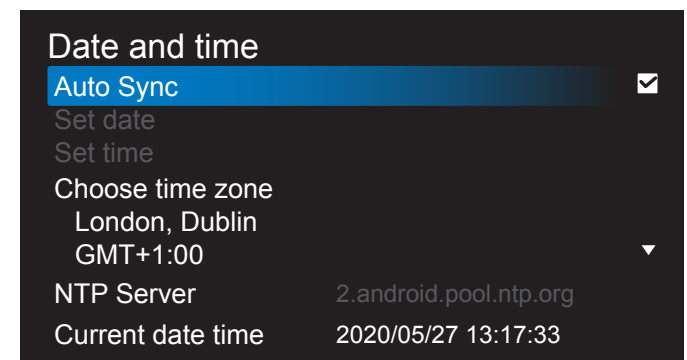 Date and time
Auto Sync
Set date
Set time
Choose time zone
London, Dublin
GMT+1:00
NTP Server 2.android.pool.ntp.org
Current date time 2020/05/27 13:17:33